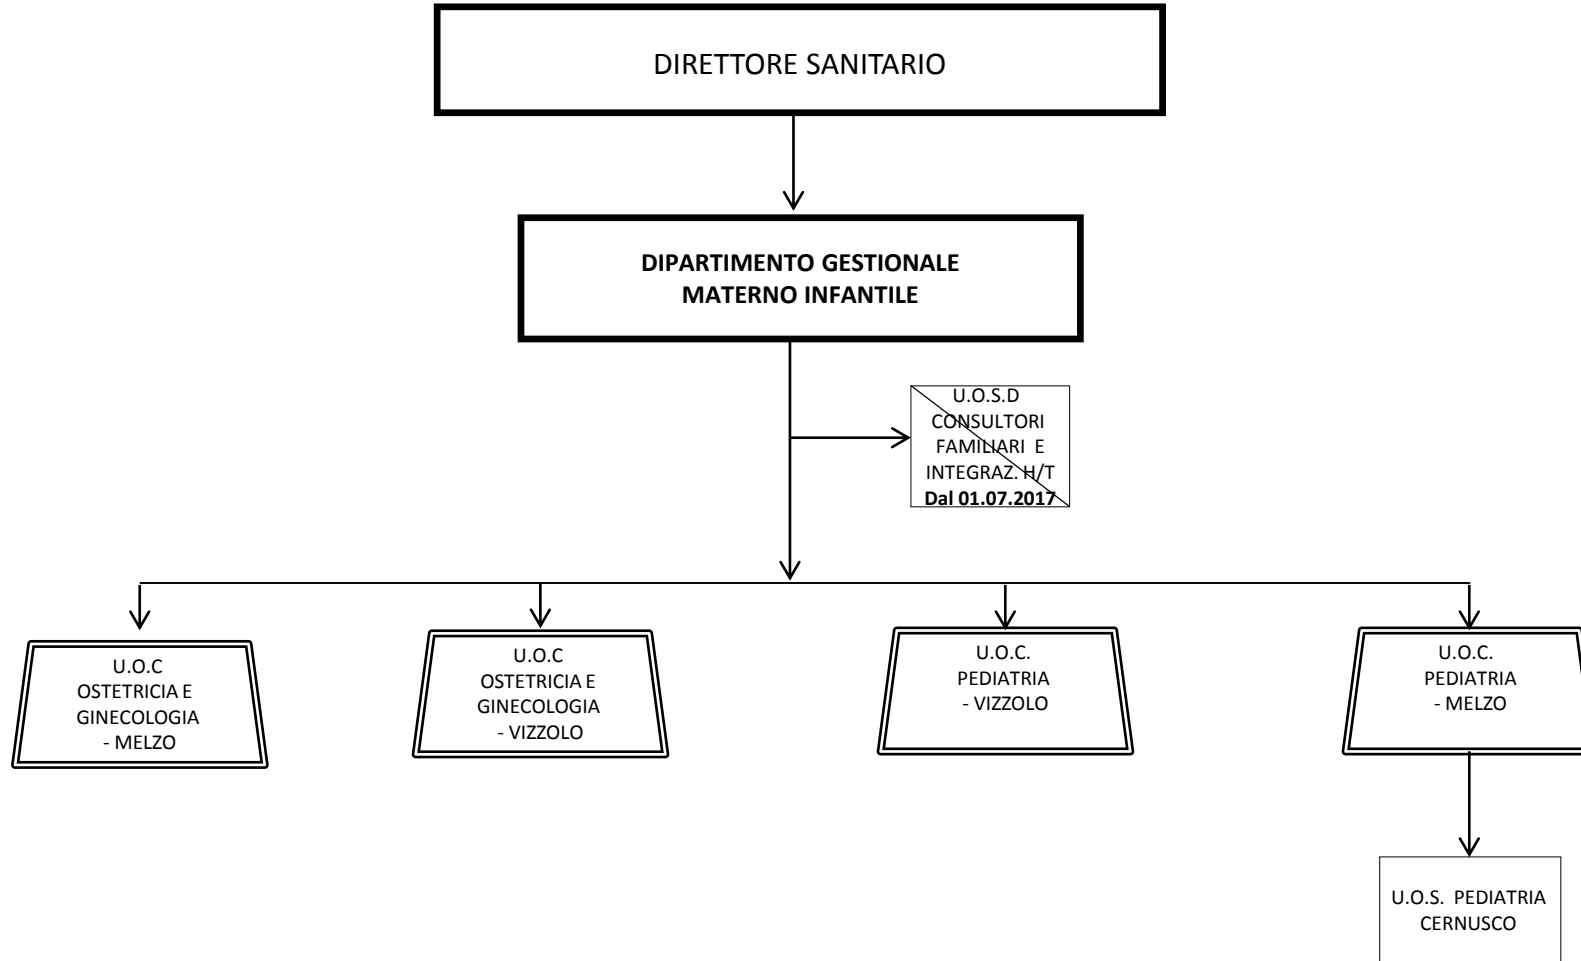 DIRETTORE SANITARIO
DIPARTIMENTO GESTIONALE
MATERNO INFANTILE
U.O.S.D
CONSULTORI
FAMILIARI E
INTEGRAZ. H/T
Dal 01.07.2017
U.O.C
OSTETRICIA E
GINECOLOGIA
- MELZO
U.O.C
OSTETRICIA E
GINECOLOGIA
- VIZZOLO
U.O.C.
PEDIATRIA
- VIZZOLO
U.O.C.
PEDIATRIA
- MELZO
U.O.S. PEDIATRIA
CERNUSCO